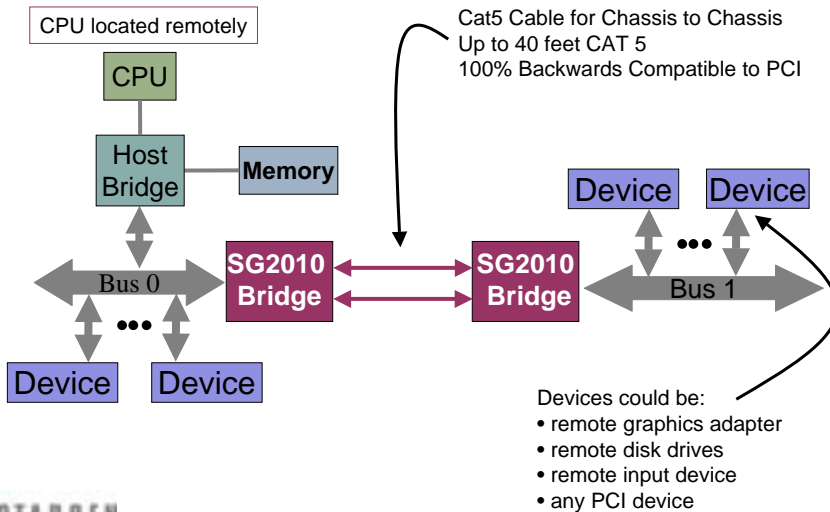 CPU located remotely
Cat5 Cable for Chassis to Chassis
Up to 40 feet CAT 5
100% Backwards Compatible to PCI
CPU
Host
Bridge
Memory
Device
Device
•••
SG2010
Bridge
SG2010
Bridge
Bus 0
Bus 1
•••
Device
Device
Devices could be:
• remote graphics adapter
• remote disk drives
• remote input device
• any PCI device